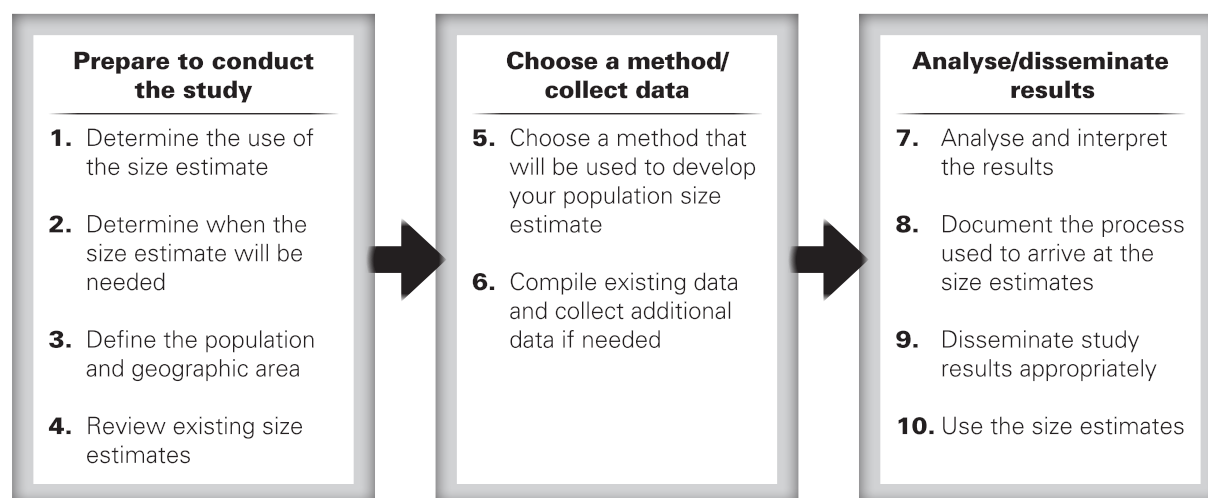 Prepare to conduct
the study
1. Determine the use of
the size estimate
2. Determine when the
size estimate will be
needed
3. Define the population
and geographic area
4. Review existing size
estimates
Choose a method/
collect data
5. Choose a method that
will be used to develop
your population size
estimate
6. Compile existing data
and collect additional
data if needed
Analyse/disseminate
results
7. Analyse and interpret
the results
8. Document the process
used to arrive at the
size estimates
9. Disseminate study
results appropriately
10. Use the size estimates